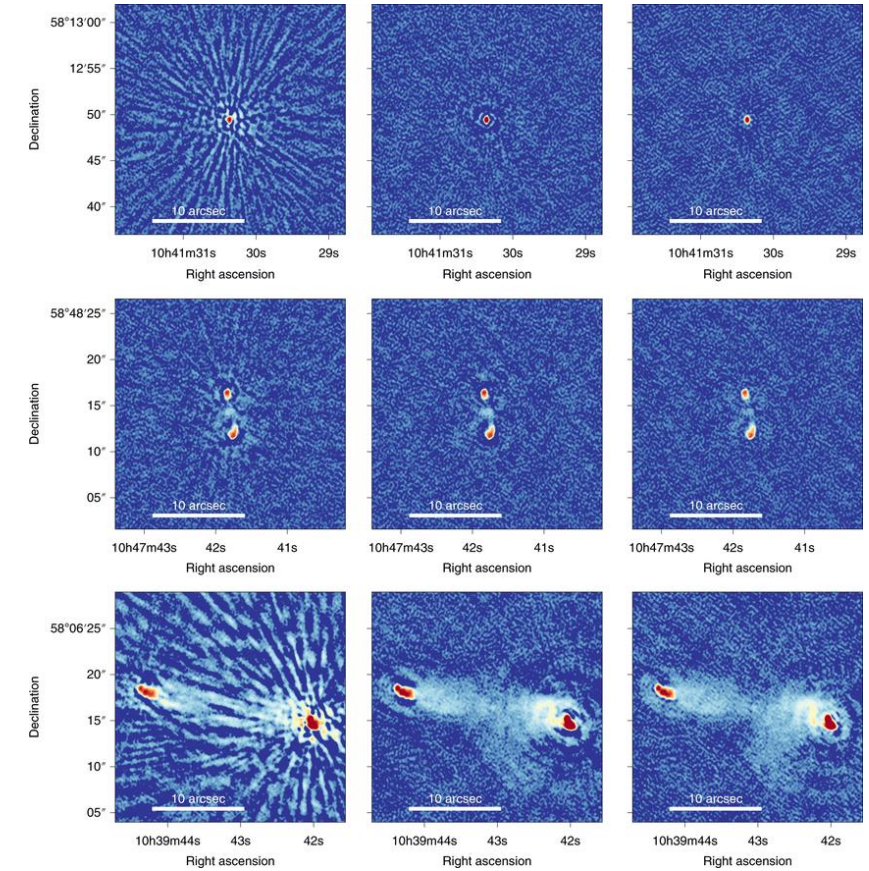 58°13′00″
12′55″
50″
45″
40″
Declination
10 arcsec
10 arcsec
10 arcsec
10h41m31s 30s 29s
10h41m31s 30s 29s
10h41m31s 30s 29s
Right ascension
Right ascension
Right ascension
58°48′25″
20″
15″
10″
05″
Declination
10 arcsec
10 arcsec
10 arcsec
10h47m43s 42s 41s
10h47m43s 42s 41s
10h47m43s 42s 41s
Right ascension
Right ascension
Right ascension
58°06′25″
20″
15″
10″
05″
Declination
10 arcsec
10 arcsec
10 arcsec
10h39m44s 43s 42s
10h39m44s 43s 42s
10h39m44s 43s 42s
Right ascension
Right ascension
Right ascension